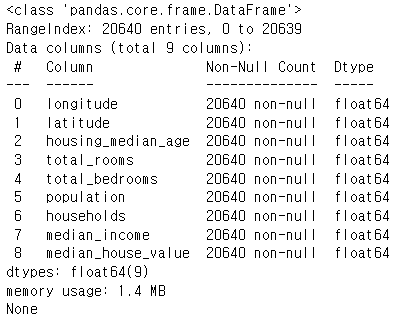 <class 'pandas.core.frame.DataFrame'>
RangeIndex: 20640 entries, 0 to 20639
Data columns (total 9 columns):
 #   Column              Non-Null Count  Dtype
---  ------              --------------  -----
 0   longitude           20640 non-null  float64
 1   latitude            20640 non-null  float64
 2   housing_median_age  20640 non-null  float64
 3   total_rooms         20640 non-null  float64
 4   total_bedrooms      20640 non-null  float64
 5   population          20640 non-null  float64
 6   households          20640 non-null  float64
 7   median_income       20640 non-null  float64
 8   median_house_value  20640 non-null  float64
dtypes: float64(9)
memory usage: 1.4 MB
None